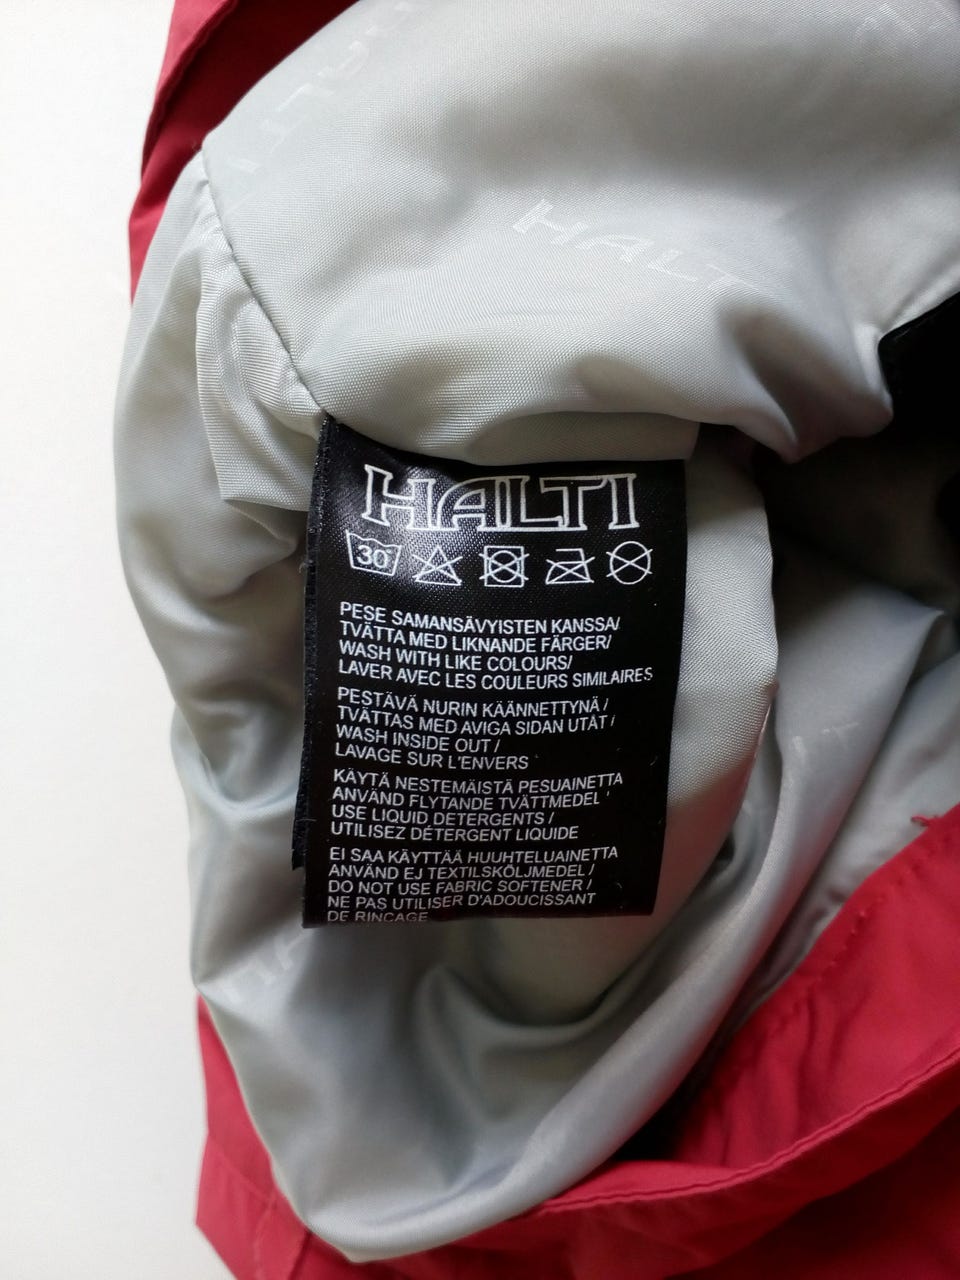 HALTI
HALTI
30
PESE SAMANSÄVYISTEN KANSSA/
TVÄTTA MED LIKNANDE FÄRGER/
WASH WITH LIKE COLOURS/
LAVER AVEC LES COULEURS SIMILAIRES
PESTÄVÄ NURIN KÄÄNNETTYNÄ /
TVÄTTAS MED AVIGA SIDAN UTÅT /
WASH INSIDE OUT /
LAVAGE SUR L'ENVERS
KÄYTÄ NESTEMÄISTÄ PESUAINETTA
ANVÄND FLYTANDE TVÄTTMEDEL /
USE LIQUID DETERGENTS /
UTILISEZ DÉTERGENT LIQUIDE
EI SAA KÄYTTÄÄ HUUHTELUAINETTA
ANVÄND EJ TEXTILSKÖLJMEDEL /
DO NOT USE FABRIC SOFTENER /
NE PAS UTILISER D'ADOUCISSANT
DE RINCAGE